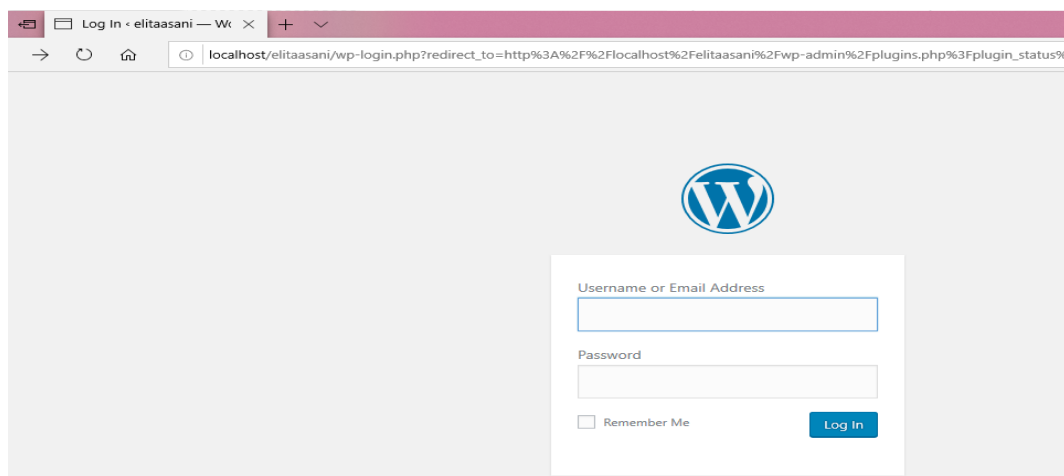 Log In ‹ elitaasani — Wo
localhost/elitaasani/wp-login.php?redirect_to=http%3A%2F%2Flocalhost%2Felitaasani%2Fwp-admin%2Fplugins.php%3Fplugin_status%
Username or Email Address
Password
Remember Me
Log In